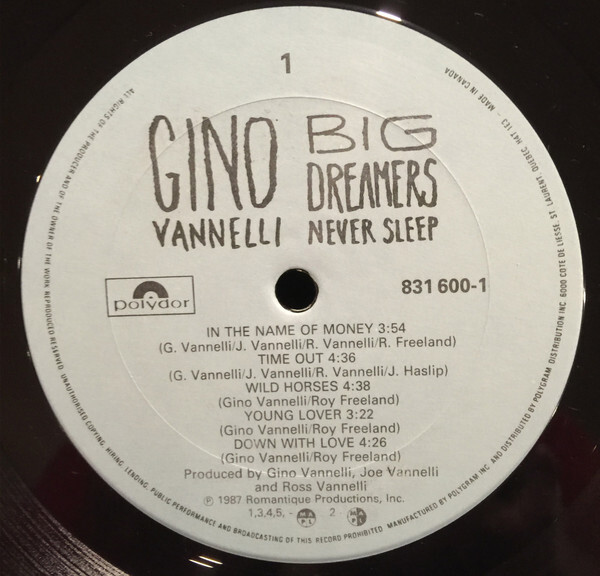 1
GINO
VANNELLI
BIG
DREAMERS
NEVER SLEEP
polydor
831 600-1
IN THE NAME OF MONEY 3:54
(G. Vannelli/J. Vannelli/R. Vannelli/R. Freeland)
TIME OUT 4:36
(G. Vannelli/J. Vannelli/R. Vannelli/J. Haslip)
WILD HORSES 4:38
(Gino Vannelli/Roy Freeland)
YOUNG LOVER 3:22
(Gino Vannelli/Roy Freeland)
DOWN WITH LOVE 4:26
(Gino Vannelli/Roy Freeland)
Produced by Gino Vannelli, Joe Vannelli
and Ross Vannelli
℗ 1987 Romantique Productions, Inc.
1,3,4,5, - 2
ALL RIGHTS OF THE PRODUCER AND OF THE OWNER OF THE WORK REPRODUCED RESERVED. UNAUTHORISED COPYING, HIRING, LENDING, PUBLIC PERFORMANCE AND BROADCASTING OF THIS RECORD PROHIBITED. MANUFACTURED BY POLYGRAM INC. AND DISTRIBUTED BY POLYGRAM DISTRIBUTION INC. 6000 COTE DE LIESSE, ST. LAURENT, QUEBEC H4T 1E3 MADE IN CANADA